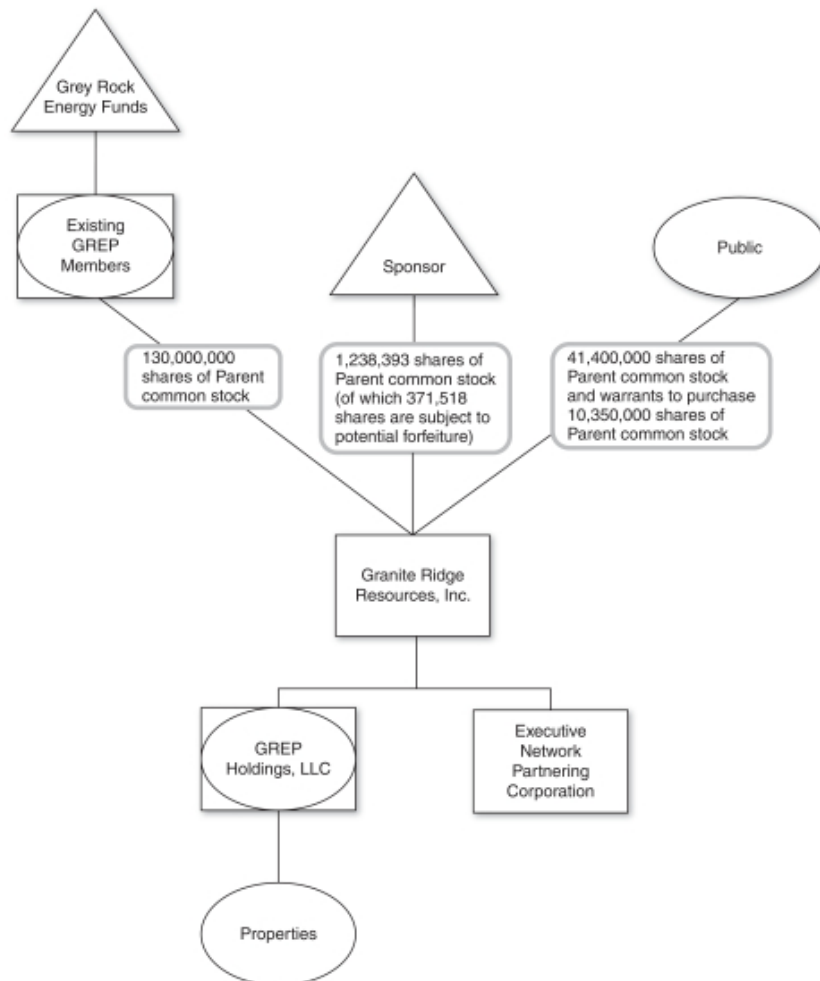 Grey Rock
Energy Funds
Existing
GREP
Members
Sponsor
Public
130,000,000
shares of Parent
common stock
1,238,393 shares of
Parent common stock
(of which 371,518
shares are subject to
potential forfeiture)
41,400,000 shares of
Parent common stock
and warrants to purchase
10,350,000 shares of
Parent common stock
Granite Ridge
Resources, Inc.
GREP
Holdings, LLC
Executive
Network
Partnering
Corporation
Properties